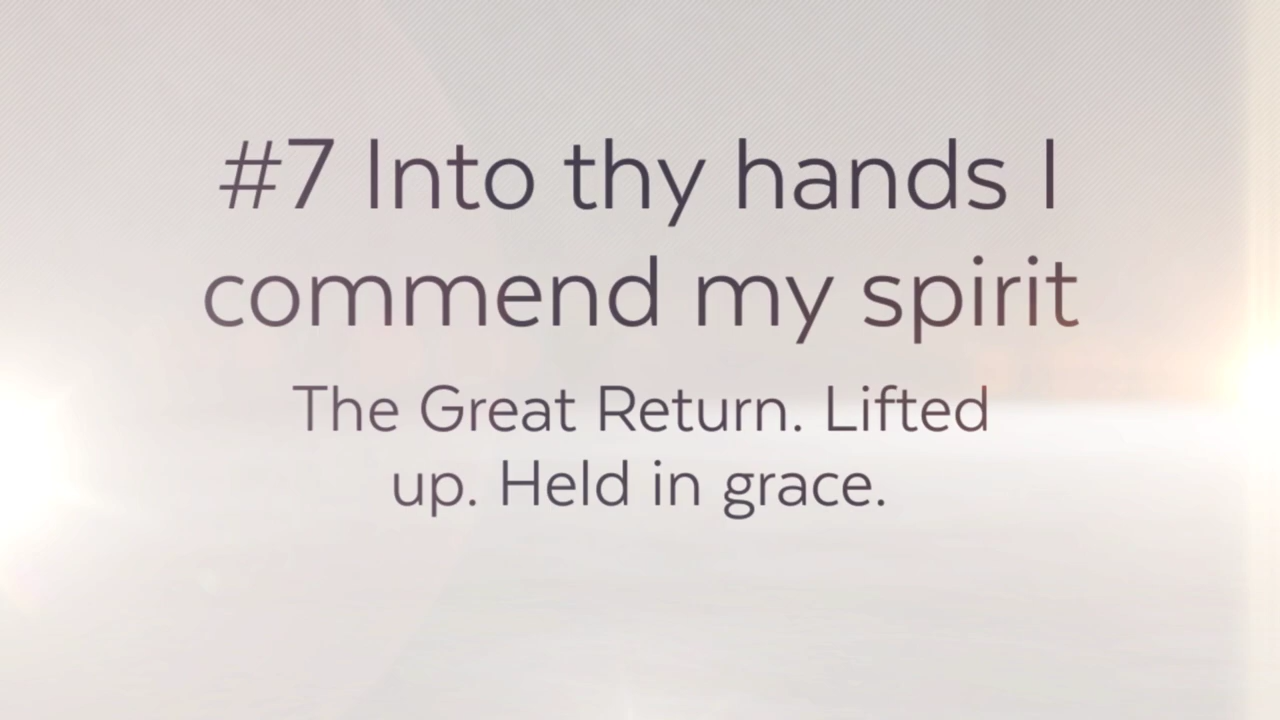 #7 Into thy hands I
commend my spirit
The Great Return. Lifted
up. Held in grace.